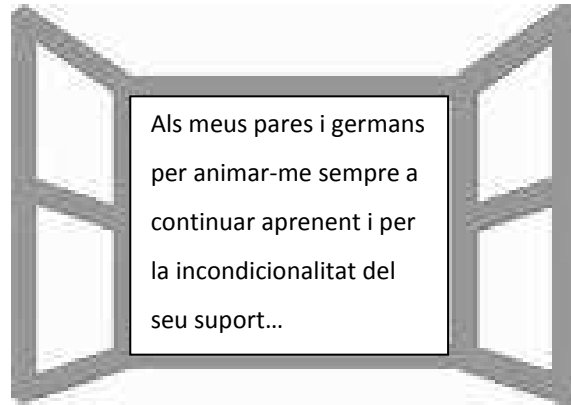 Als meus pares i germans
per animar-me sempre a
continuar aprenent i per
la incondicionalitat del
seu suport…